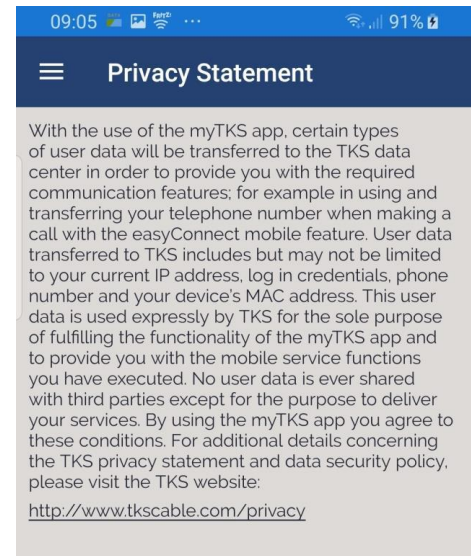 09:05 ... 91%
Privacy Statement
With the use of the myTKS app, certain types
of user data will be transferred to the TKS data
center in order to provide you with the required
communication features; for example in using and
transferring your telephone number when making a
call with the easyConnect mobile feature. User data
transferred to TKS includes but may not be limited
to your current IP address, log in credentials, phone
number and your device's MAC address. This user
data is used expressly by TKS for the sole purpose
of fulfilling the functionality of the myTKS app and
to provide you with the mobile service functions
you have executed. No user data is ever shared
with third parties except for the purpose to deliver
your services. By using the myTKS app you agree to
these conditions. For additional details concerning
the TKS privacy statement and data security policy,
please visit the TKS website:
http://www.tkscable.com/privacy